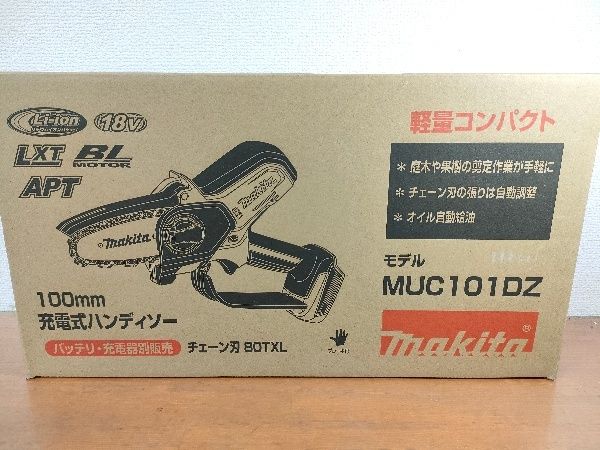 Li-ion
18V
LXT BL
MOTOR
APT
軽量コンパクト
＊庭木や果樹の剪定作業が手軽に
＊チェーン刃の張りは自動調整
＊オイル自動給油
makita
モデル
MUC101DZ
100mm
充電式ハンディソー
バッテリ・充電器別販売 チェーン刃 80TXL
makita®